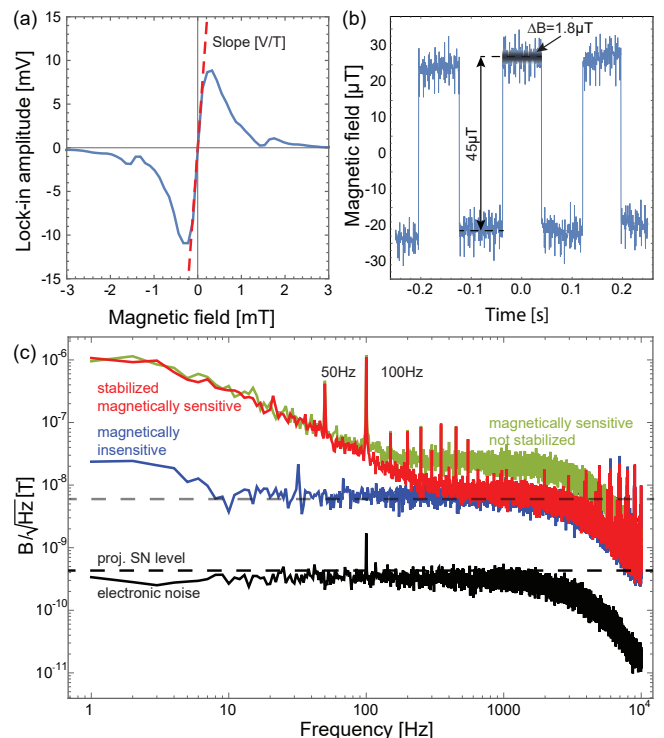 (a)
Slope [V/T]
Lock-in amplitude [mV]
15
10
5
0
-5
-10
-15
-3
-2
-1
0
1
2
3
Magnetic field [mT]
(b)
ΔB=1.8µT
45µT
Magnetic field [µT]
30
20
10
0
-10
-20
-30
-0.2
-0.1
0.0
0.1
0.2
Time [s]
(c)
50Hz
100Hz
stabilized
magnetically sensitive
magnetically
insensitive
magnetically sensitive
not stabilized
proj. SN level
electronic noise
B/√Hz [T]
10⁻⁶
10⁻⁷
10⁻⁸
10⁻⁹
10⁻¹⁰
10⁻¹¹
1
10
100
1000
10⁴
Frequency [Hz]